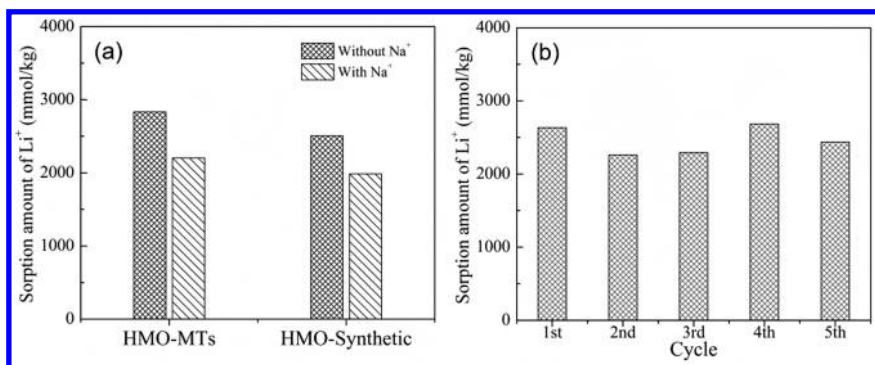 (a)
Without Na⁺
With Na⁺
Sorption amount of Li⁺ (mmol/kg)
4000
3000
2000
1000
0
HMO-MTs
HMO-Synthetic
(b)
Sorption amount of Li⁺ (mmol/kg)
4000
3000
2000
1000
0
1st
2nd
3rd
4th
5th
Cycle